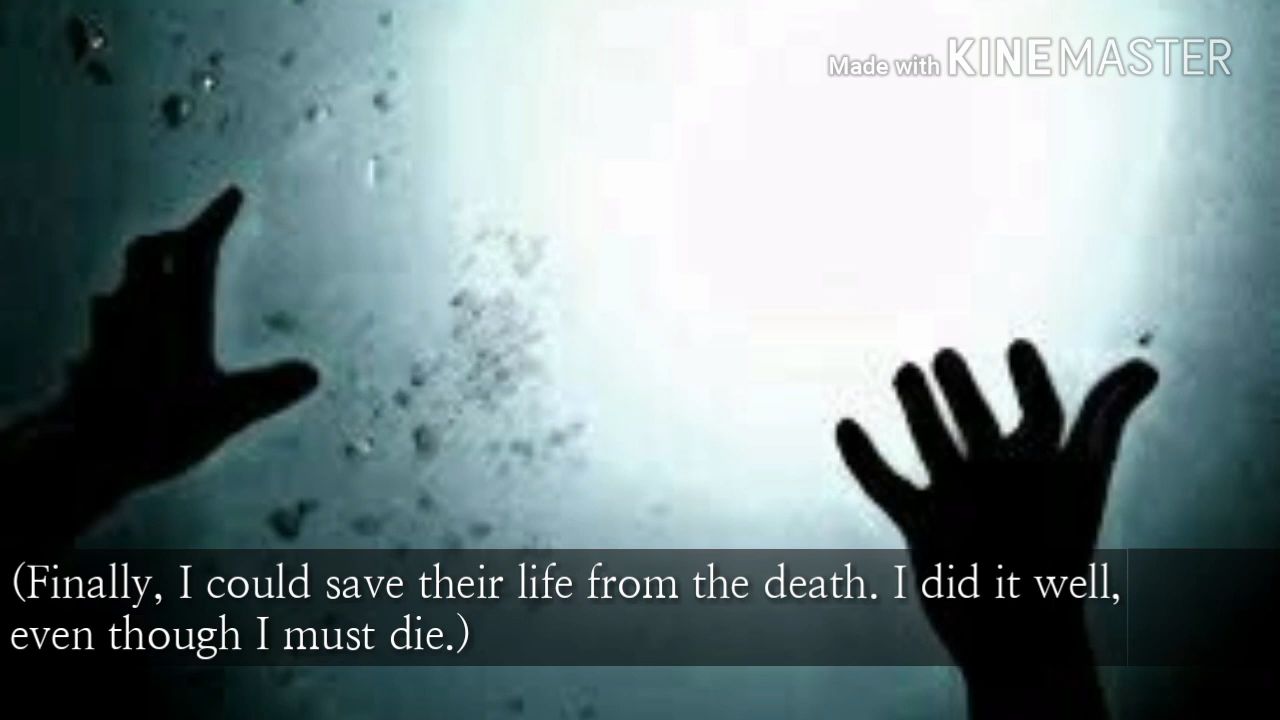 Made with KINEMASTER
(Finally, I could save their life from the death. I did it well,
even though I must die.)